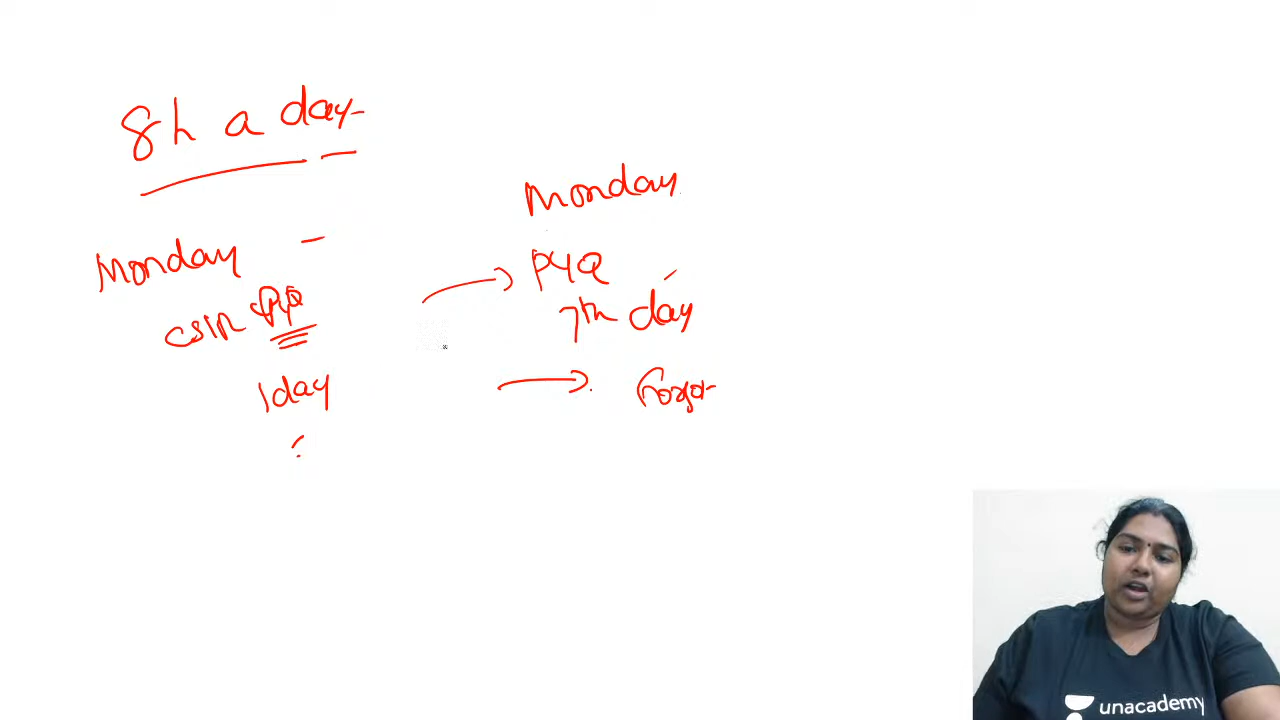 8h a day
Monday -
CSIR PYQ
1day
Monday
PYQ
7th day
Forgot
unacademy